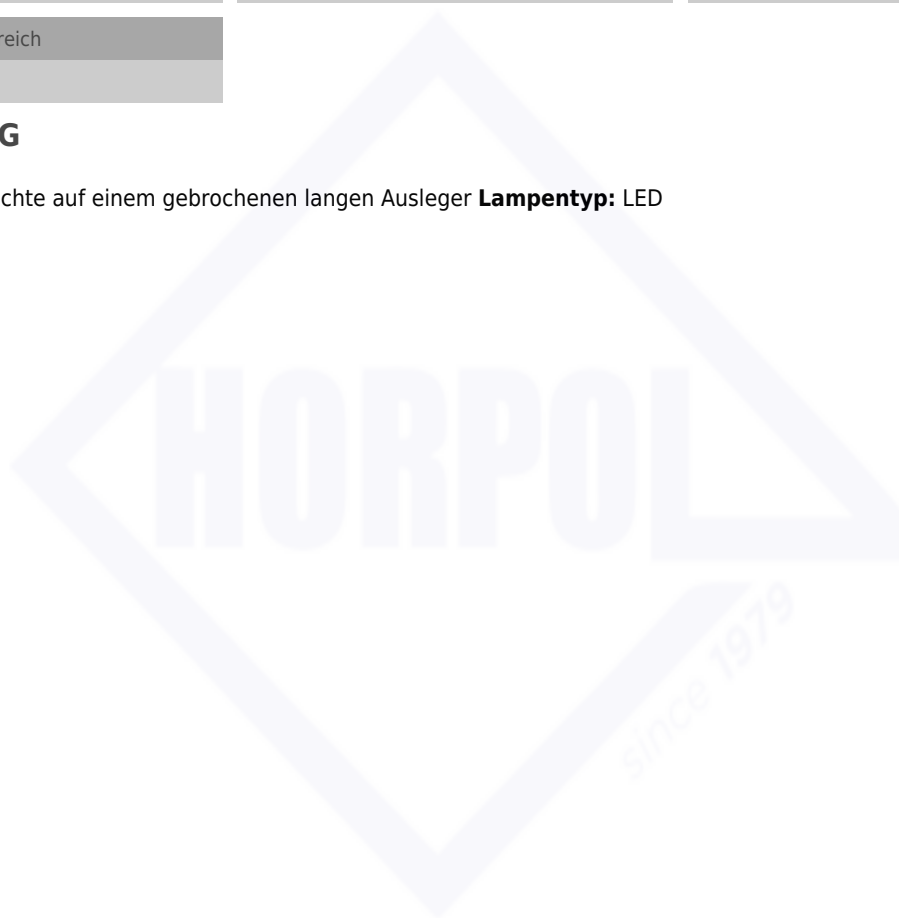 reich
G
chte auf einem gebrochenen langen Ausleger Lampentyp: LED
HORPOL
since 1979